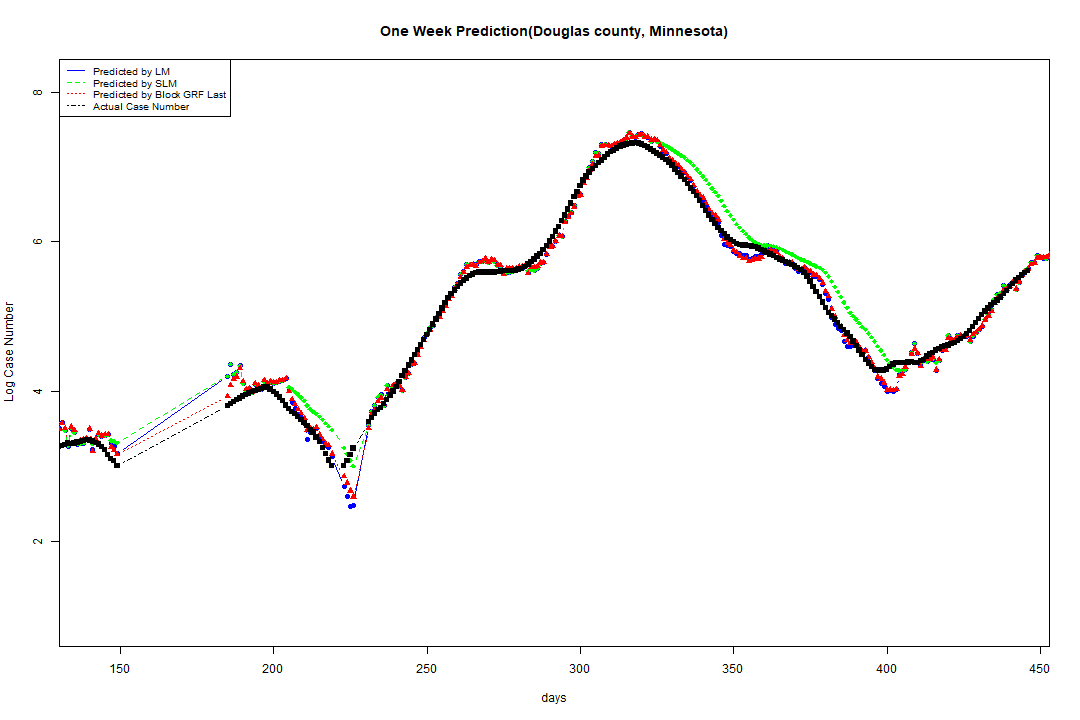 One Week Prediction(Douglas county, Minnesota)
Predicted by LM
Predicted by SLM
Predicted by Block GRF Last
Actual Case Number
8
6
4
2
Log Case Number
150 200 250 300 350 400 450
days